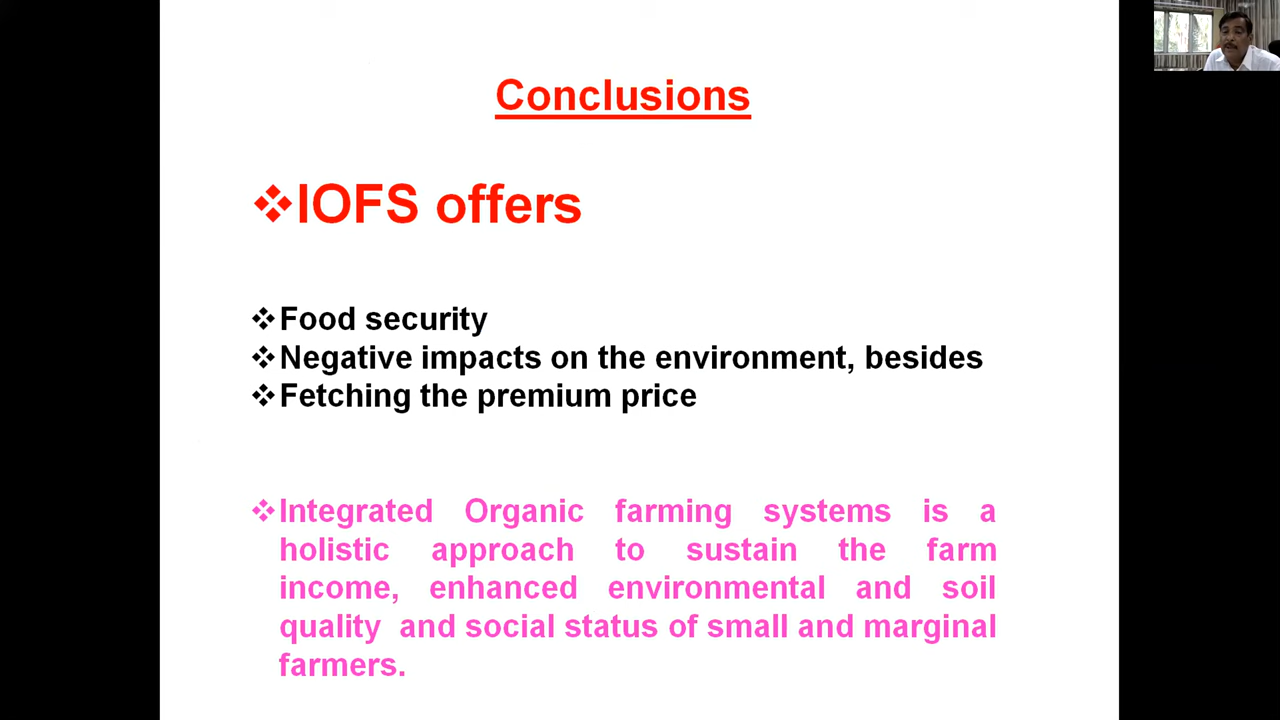 Conclusions
❖IOFS offers
❖Food security
❖Negative impacts on the environment, besides
❖Fetching the premium price
❖Integrated Organic farming systems is a
holistic approach to sustain the farm
income, enhanced environmental and soil
quality and social status of small and marginal
farmers.